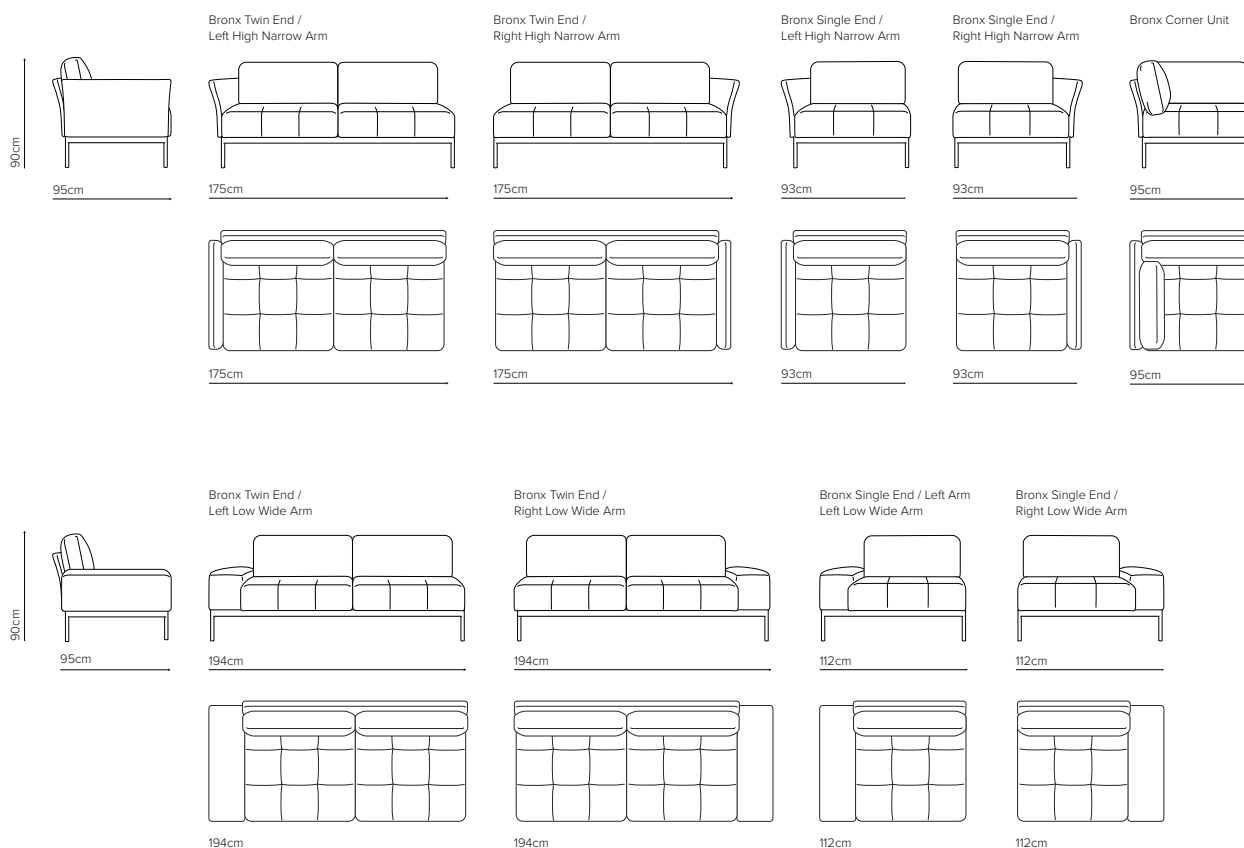 Bronx Twin End /
Left High Narrow Arm
Bronx Twin End /
Right High Narrow Arm
Bronx Single End /
Left High Narrow Arm
Bronx Single End /
Right High Narrow Arm
Bronx Corner Unit
90cm
95cm
175cm
175cm
93cm
93cm
95cm
175cm
175cm
93cm
93cm
95cm
Bronx Twin End /
Left Low Wide Arm
Bronx Twin End /
Right Low Wide Arm
Bronx Single End / Left Arm
Left Low Wide Arm
Bronx Single End /
Right Low Wide Arm
90cm
95cm
194cm
194cm
112cm
112cm
194cm
194cm
112cm
112cm